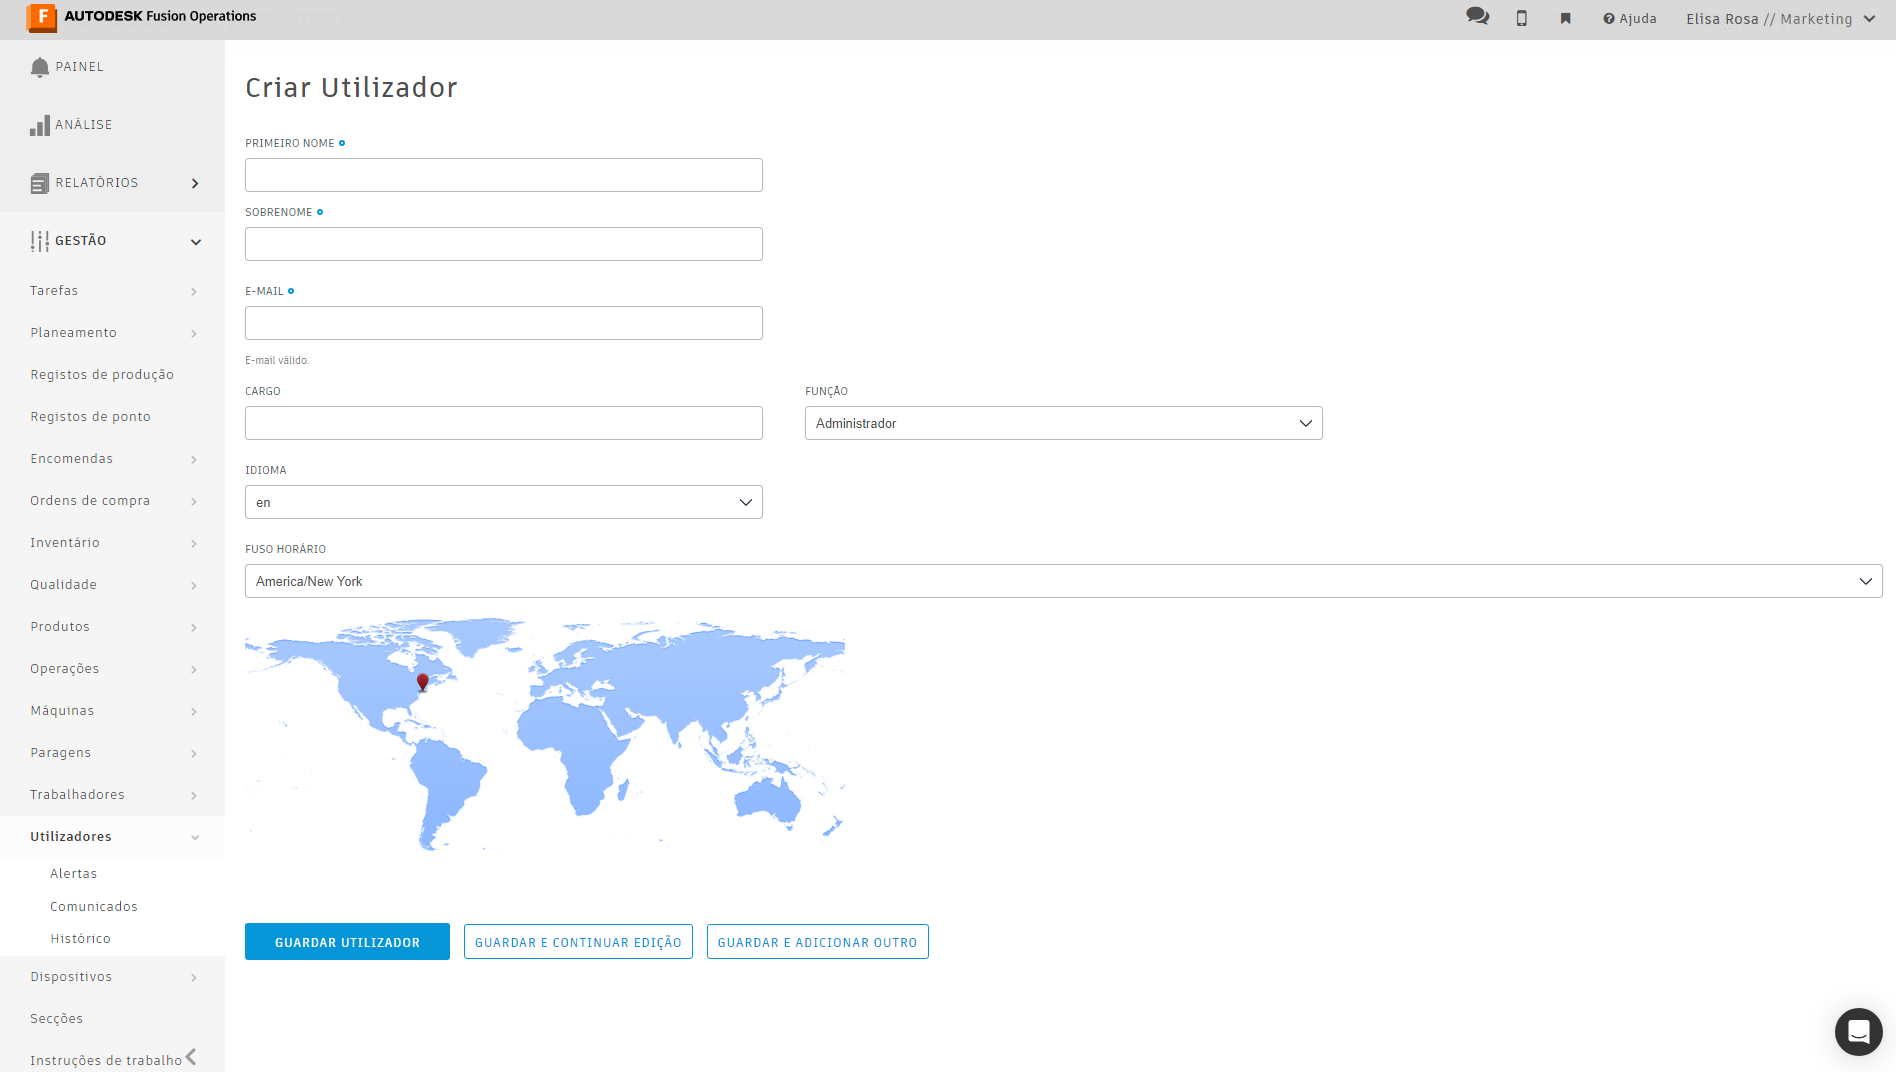 AUTODESK Fusion Operations
Ajuda
Elisa Rosa // Marketing
PAINEL
ANÁLISE
RELATÓRIOS
GESTÃO
Tarefas
Planeamento
Registos de produção
Registos de ponto
Encomendas
Ordens de compra
Inventário
Qualidade
Produtos
Operações
Máquinas
Paragens
Trabalhadores
Utilizadores
Alertas
Comunicados
Histórico
Dispositivos
Secções
Instruções de trabalho
Criar Utilizador
PRIMEIRO NOME
SOBRENOME
E-MAIL
E-mail válido.
CARGO
FUNÇÃO
Administrador
IDIOMA
en
FUSO HORÁRIO
America/New York
GUARDAR UTILIZADOR
GUARDAR E CONTINUAR EDIÇÃO
GUARDAR E ADICIONAR OUTRO